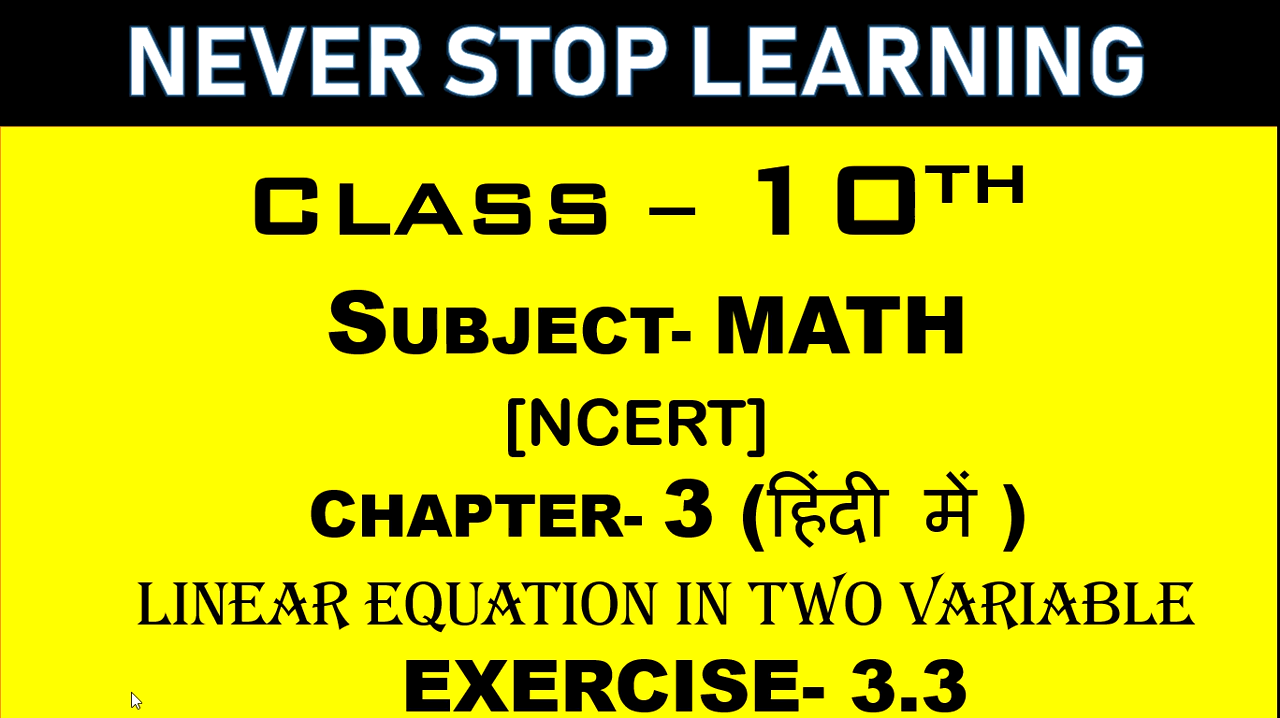 NEVER STOP LEARNING
CLASS – 10TH
SUBJECT- MATH
[NCERT]
CHAPTER- 3 (हिंदी में )
LINEAR EQUATION IN TWO VARIABLE
EXERCISE- 3.3